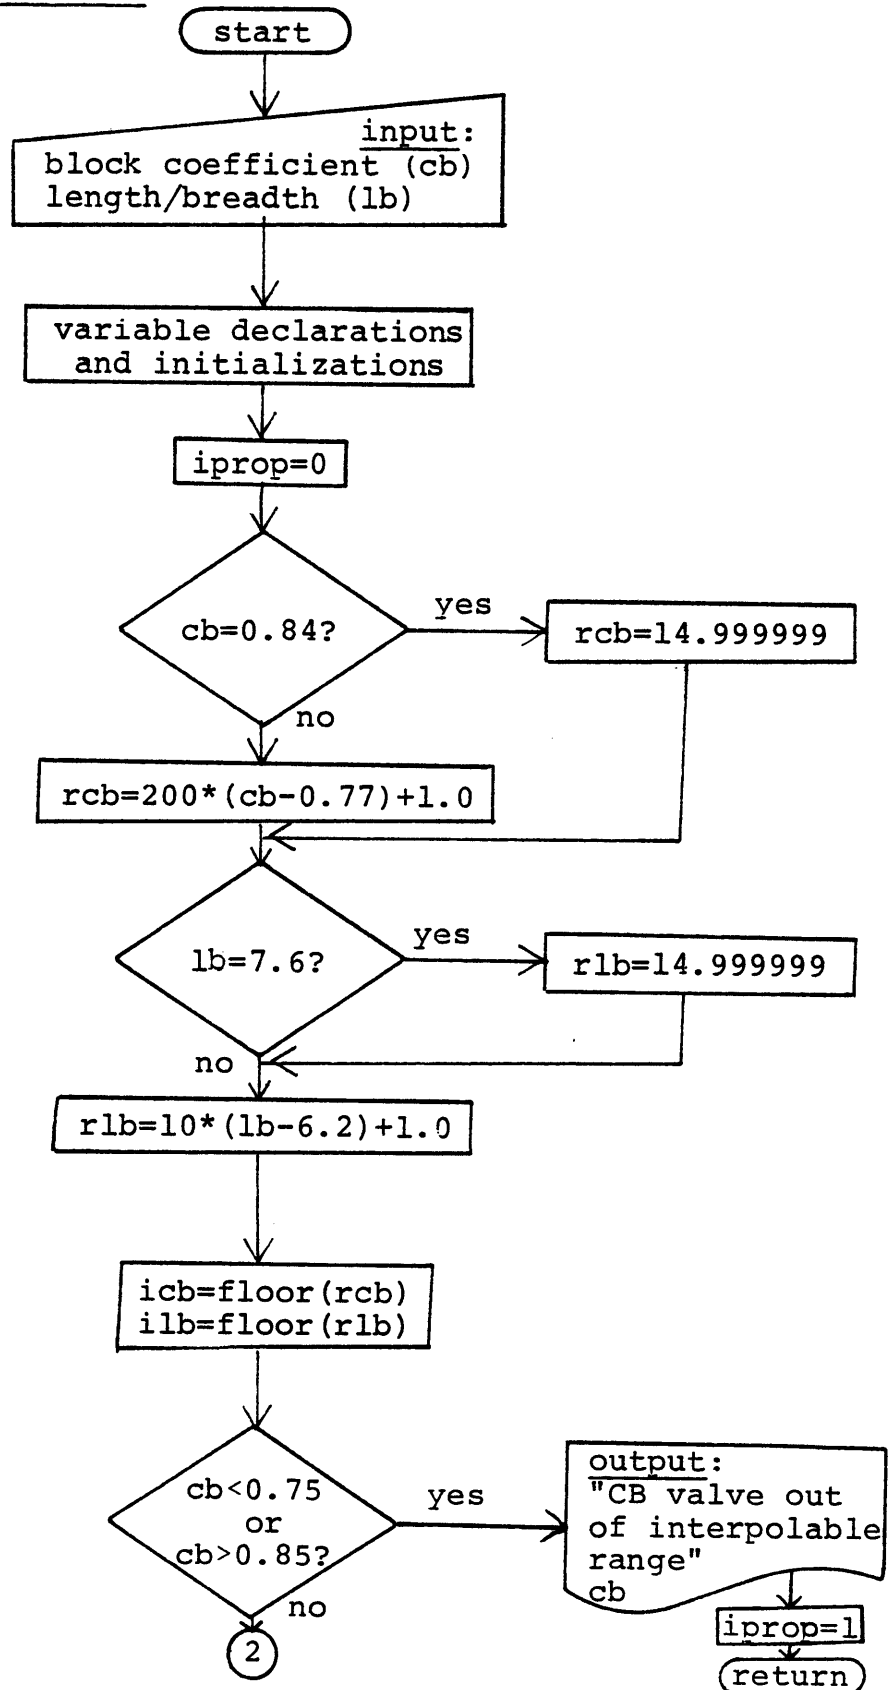 start
input:
block coefficient (cb)
length/breadth (lb)
variable declarations
and initializations
iprop=0
cb=0.84?
yes
rcb=14.999999
no
rcb=200*(cb-0.77)+1.0
lb=7.6?
yes
rlb=14.999999
no
rlb=10*(lb-6.2)+1.0
icb=floor(rcb)
ilb=floor(rlb)
cb<0.75
or
cb>0.85?
yes
output:
"CB valve out
of interpolable
range"
cb
no
iprop=1
2
return